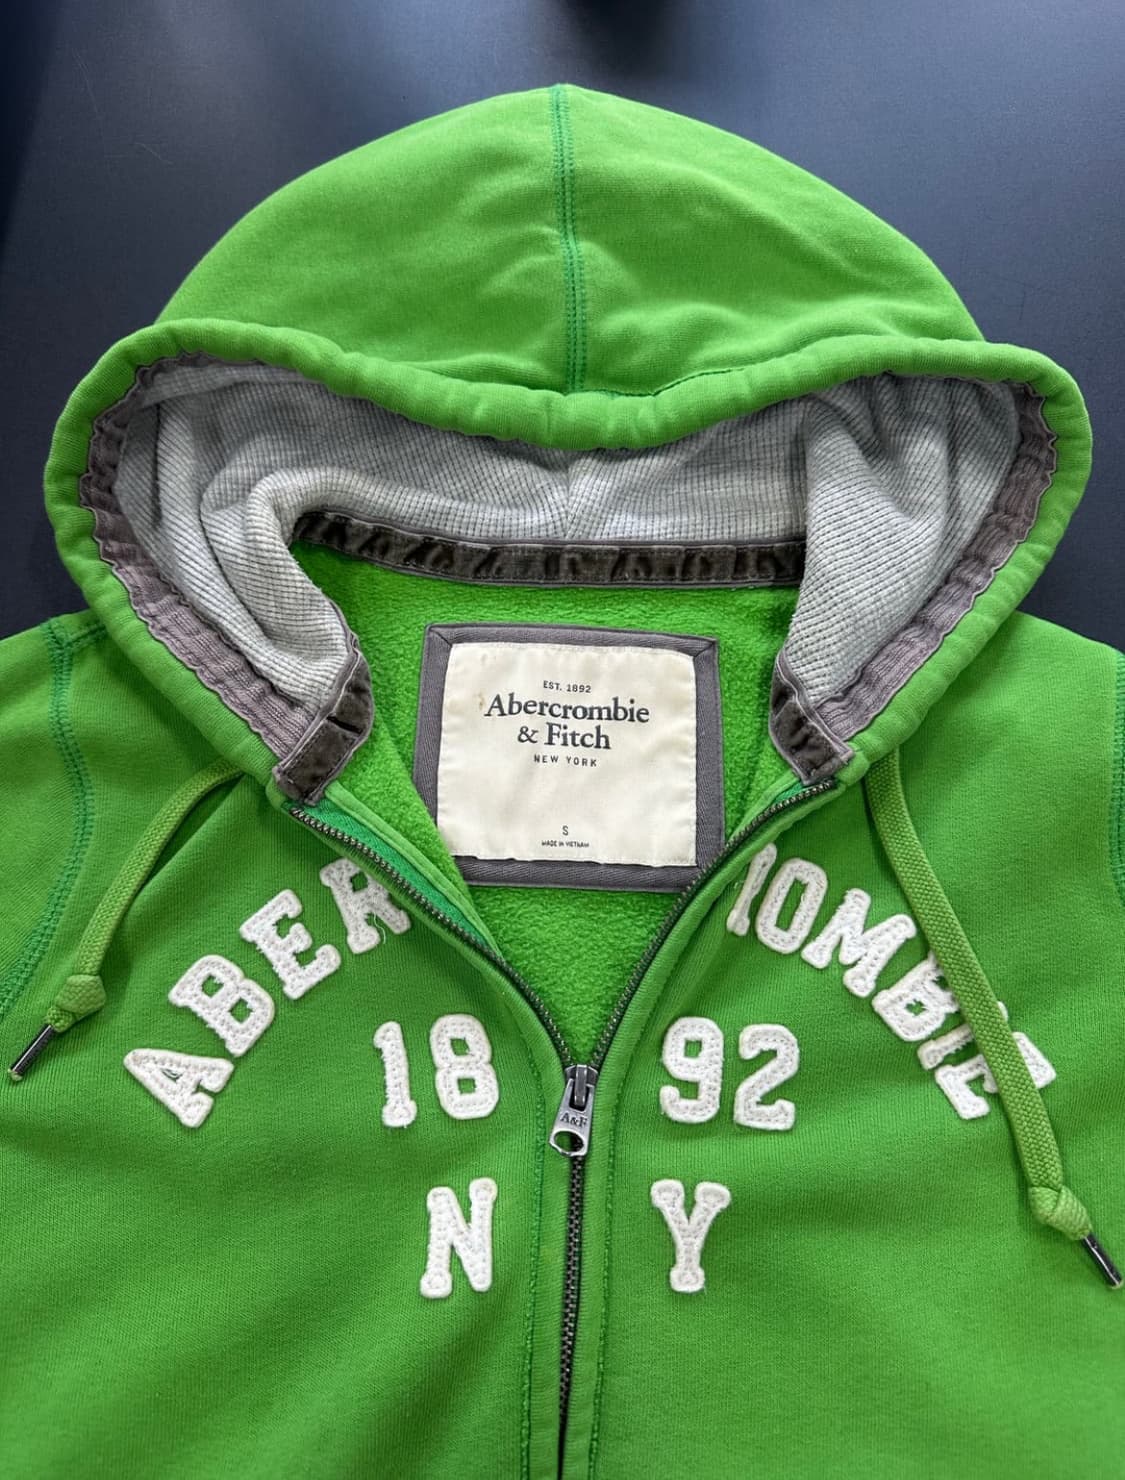 EST. 1892
Abercrombie
& Fitch
NEW YORK
S
MADE IN VIETNAM
ABER OMBIE
18 92
A&F
N Y